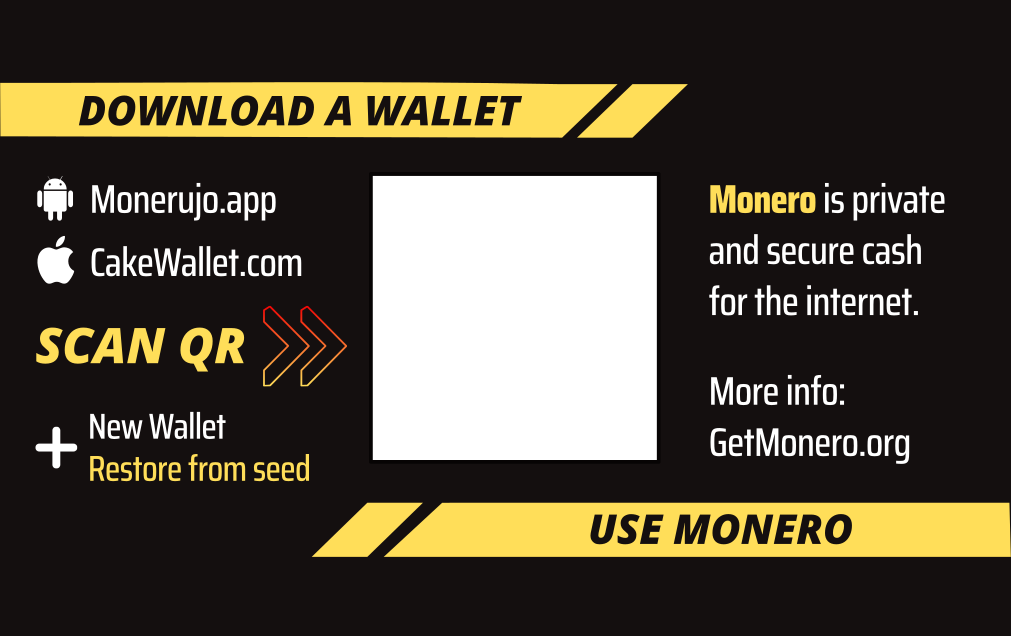 DOWNLOAD A WALLET
Monerujo.app
CakeWallet.com
SCAN QR
New Wallet
Restore from seed
Monero is private
and secure cash
for the internet.
More info:
GetMonero.org
USE MONERO